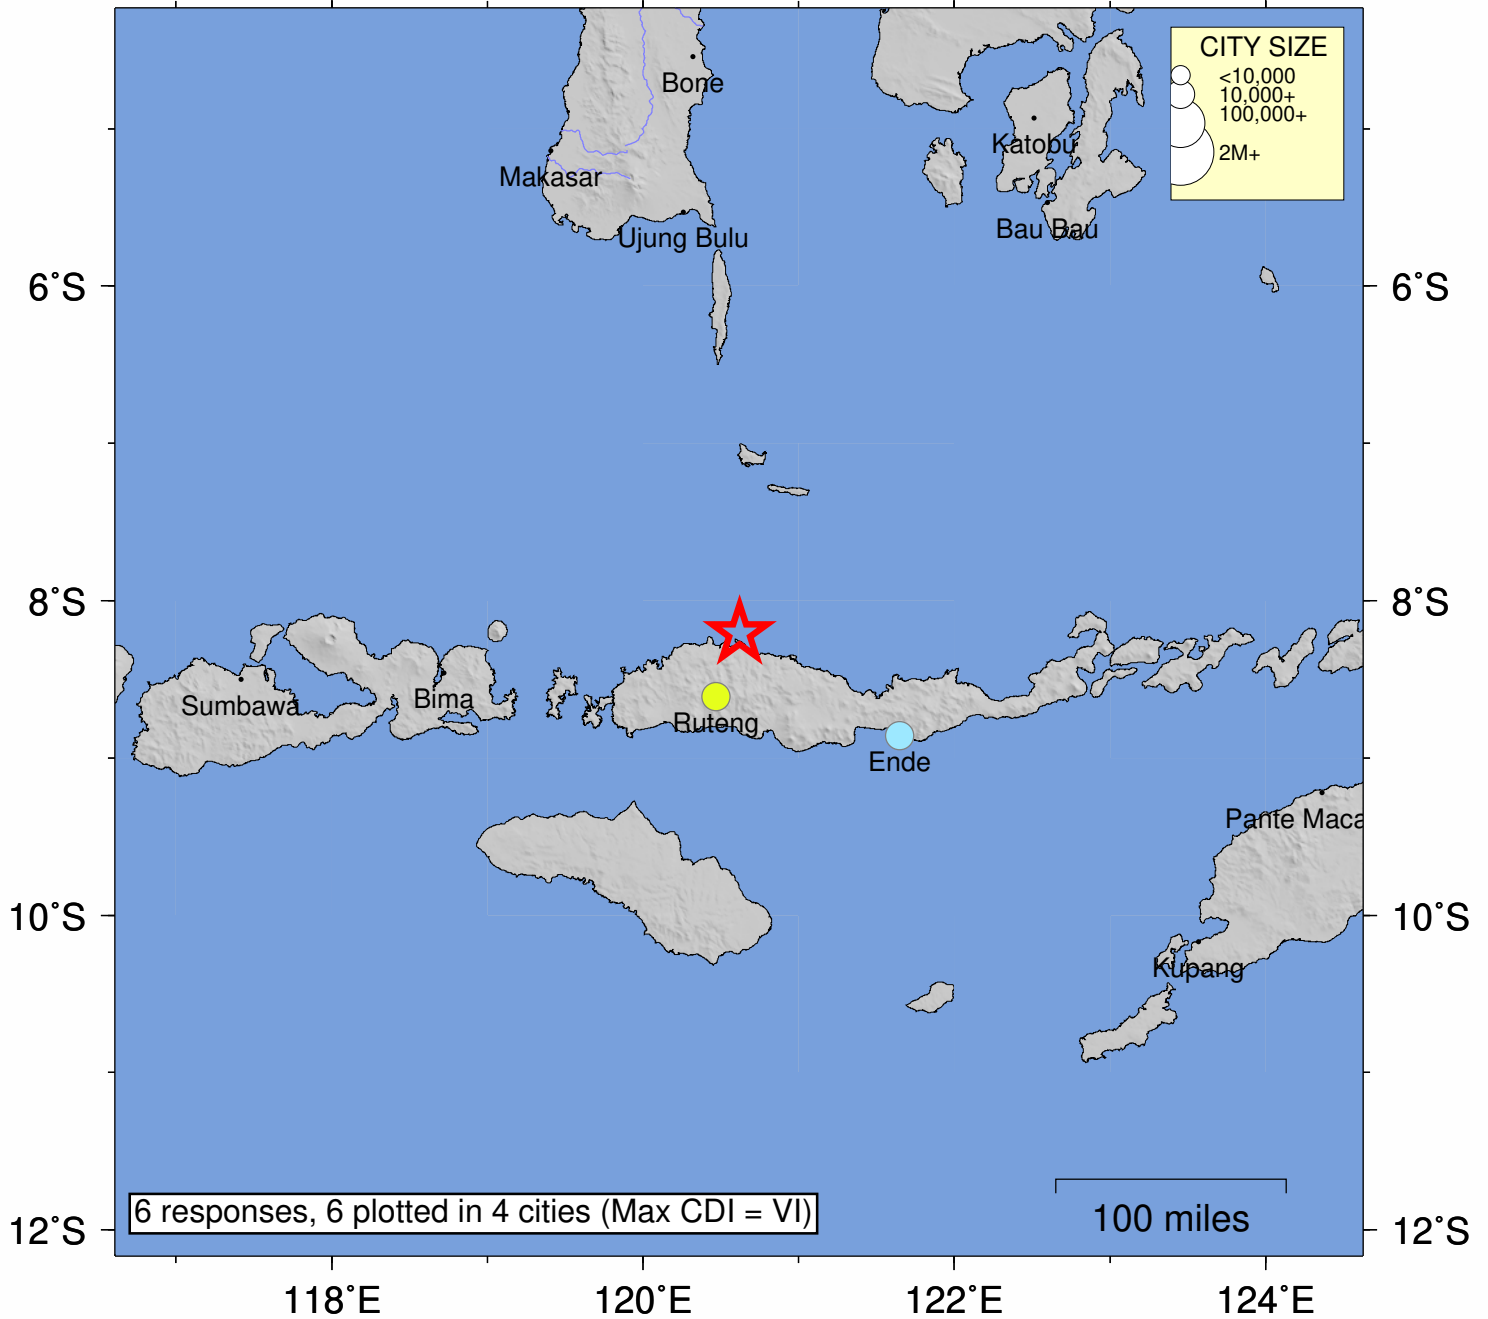 CITY SIZE
<10,000
10,000+
100,000+
2M+
Bone
Katobu
Makasar
Bau Bau
Ujung Bulu
6°S
6°S
8°S
8°S
Sumbawa
Bima
Ruteng
Ende
Pante Maca
10°S
10°S
Kupang
6 responses, 6 plotted in 4 cities (Max CDI = VI)
100 miles
12°S
12°S
118°E
120°E
122°E
124°E